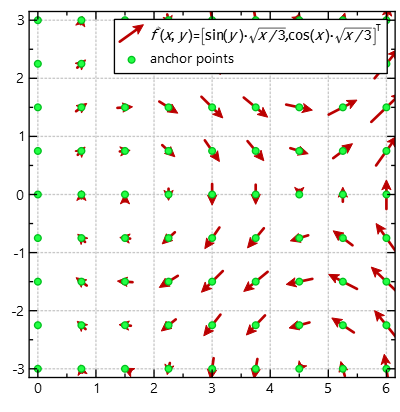 f⃗(x, y)=[sin(y)·√x/3,cos(x)·√x/3]ᵀ
anchor points
3
2
1
0
-1
-2
-3
0 1 2 3 4 5 6